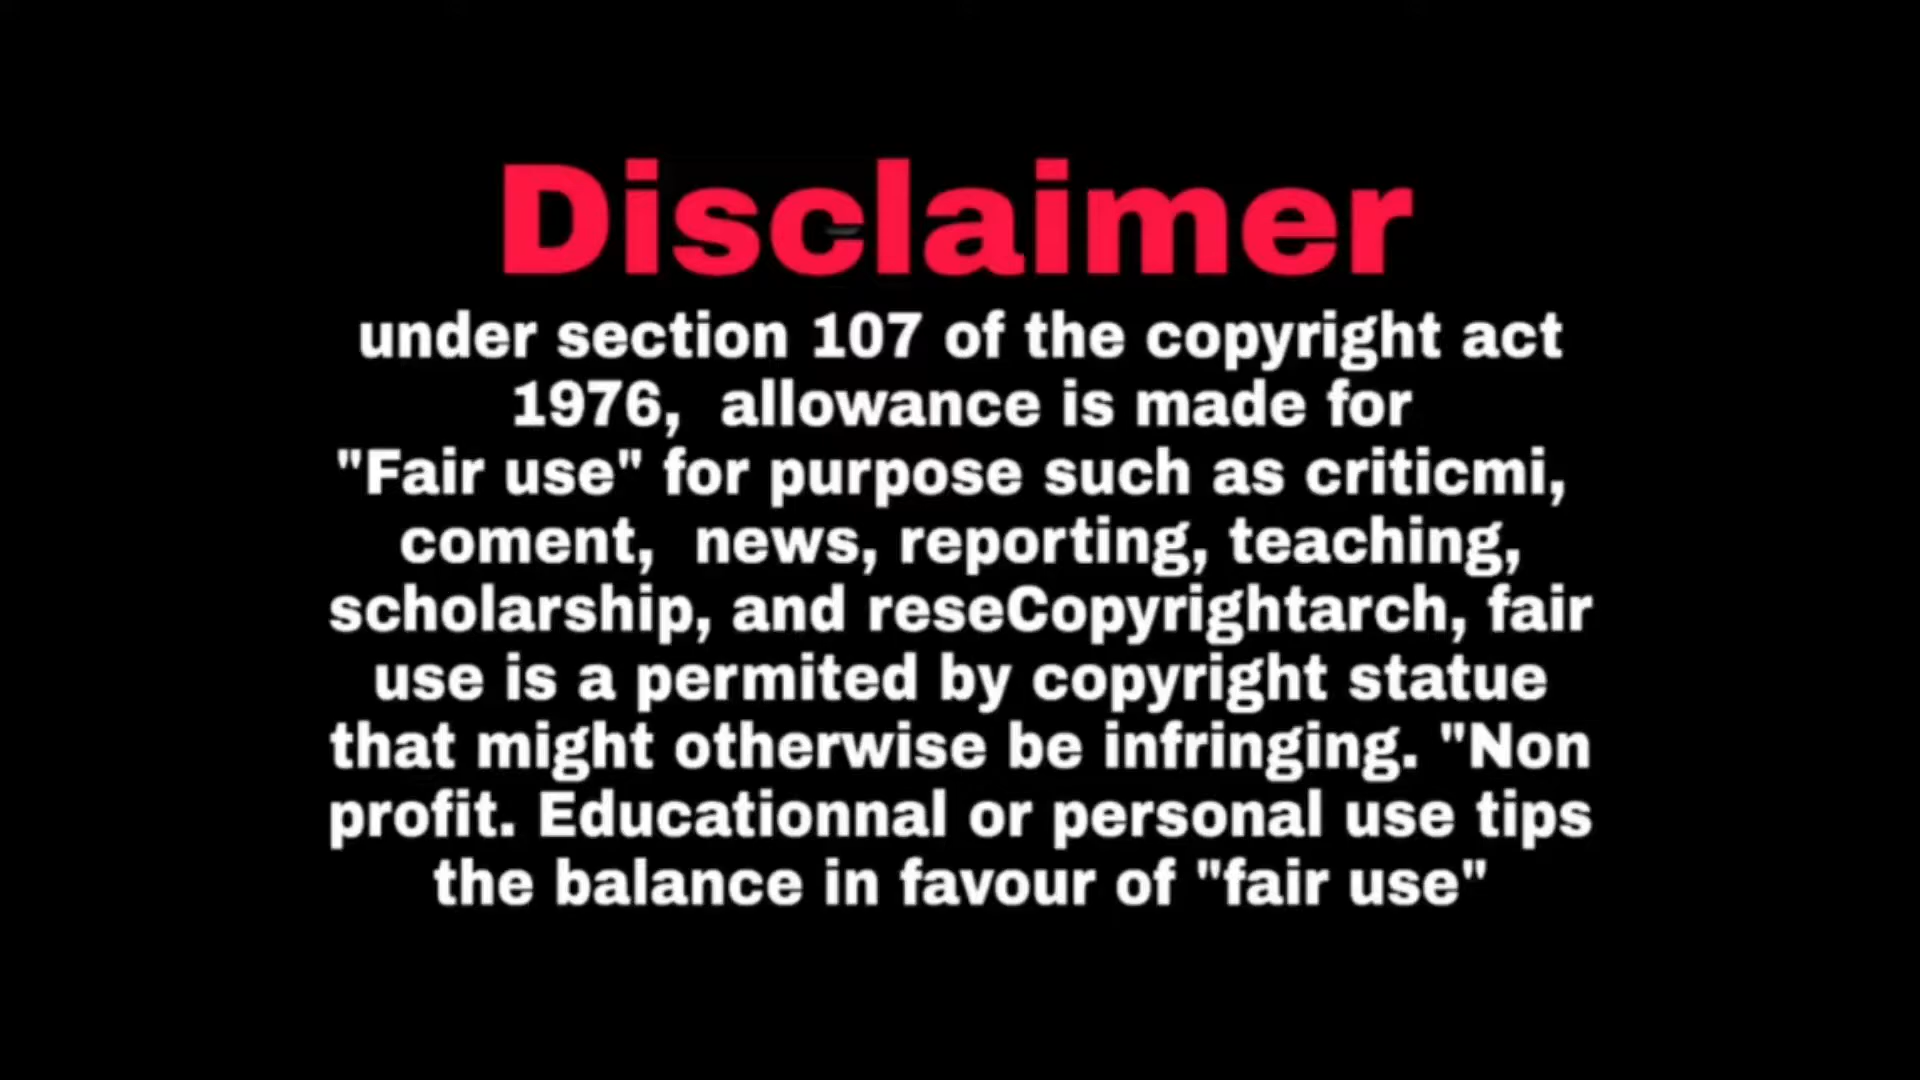 Disclaimer
under section 107 of the copyright act
1976,  allowance is made for
"Fair use" for purpose such as criticmi,
coment,  news, reporting, teaching,
scholarship, and reseCopyrightarch, fair
use is a permited by copyright statue
that might otherwise be infringing. "Non
profit. Educationnal or personal use tips
the balance in favour of "fair use"